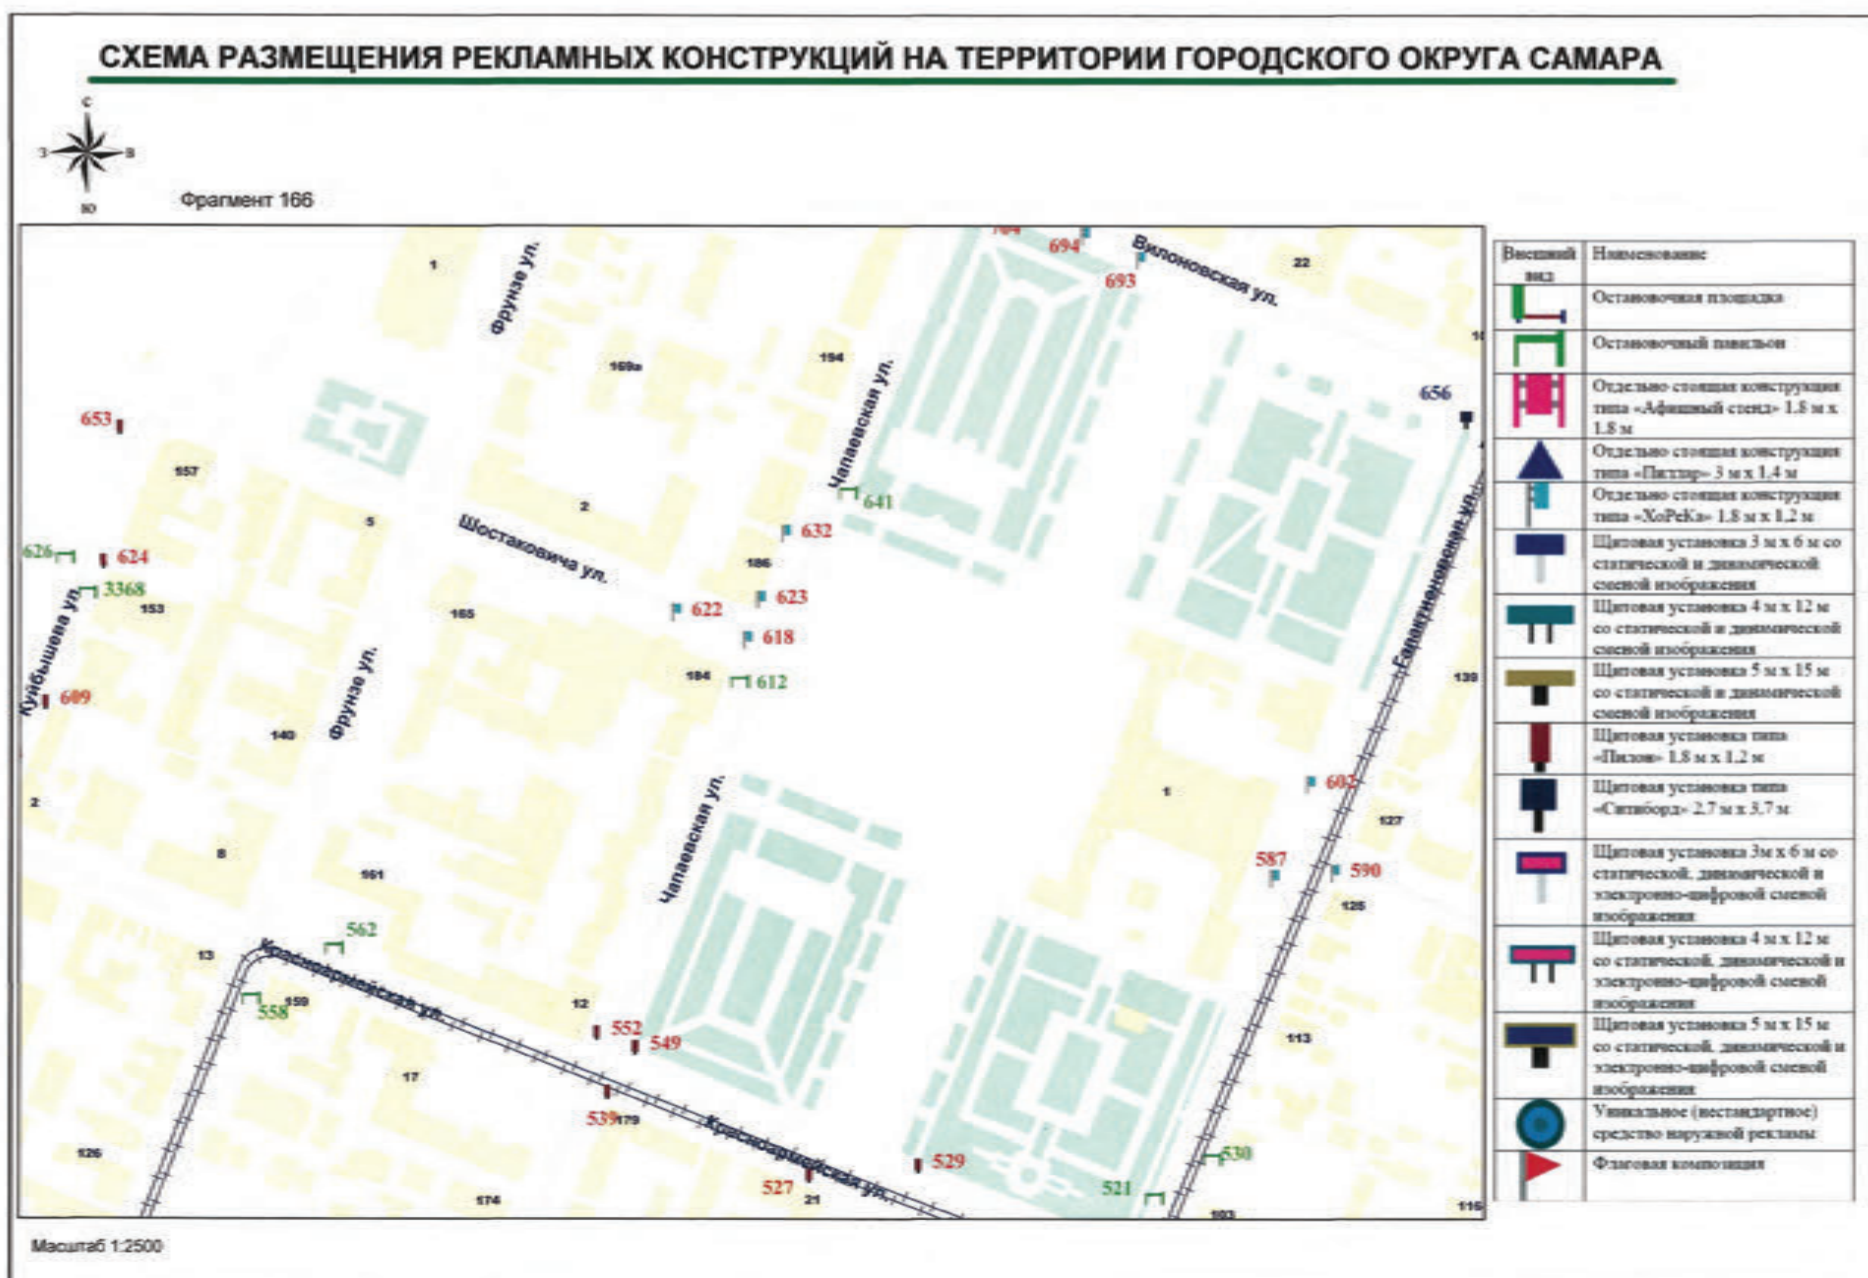 СХЕМА РАЗМЕЩЕНИЯ РЕКЛАМНЫХ КОНСТРУКЦИЙ НА ТЕРРИТОРИИ ГОРОДСКОГО ОКРУГА САМАРА
С
З В
Ю
Фрагмент 166
694
693
Вилоновская ул.
22
1
Фрунзе ул.
169а
194
Чапаевская ул.
656
653
157
5
2
641
632
Шостаковича ул.
186
626
624
3368
153
165
622
623
618
184
612
Куйбышева ул.
609
Фрунзе ул.
140
Галактионовская ул.
139
2
8
161
Чапаевская ул.
1
602
127
587
590
125
562
13
Красноармейская ул.
558
159
12
552
549
17
539
179
113
126
174
Красноармейская ул.
527
21
529
521
530
103
116
Масштаб 1:2500
Внешний вид
Наименование
Остановочная площадка
Остановочный павильон
Отдельно стоящая конструкция
типа «Афишный стенд» 1.8 м х
1.8 м
Отдельно стоящая конструкция
типа «Пиллар» 3 м х 1,4 м
Отдельно стоящая конструкция
типа «ХоРеКа» 1.8 м х 1,2 м
Щитовая установка 3 м х 6 м со
статической и динамической
сменой изображения
Щитовая установка 4 м х 12 м
со статической и динамической
сменой изображения
Щитовая установка 5 м х 15 м
со статической и динамической
сменой изображения
Щитовая установка типа
«Пилон» 1.8 м х 1,2 м
Щитовая установка типа
«Ситиборд» 2,7 м х 3,7 м
Щитовая установка 3м х 6 м со
статической, динамической и
электронно-цифровой сменой
изображения
Щитовая установка 4 м х 12 м
со статической, динамической и
электронно-цифровой сменой
изображения
Щитовая установка 5 м х 15 м
со статической, динамической и
электронно-цифровой сменой
изображения
Уникальное (нестандартное)
средство наружной рекламы
Флаговая композиция